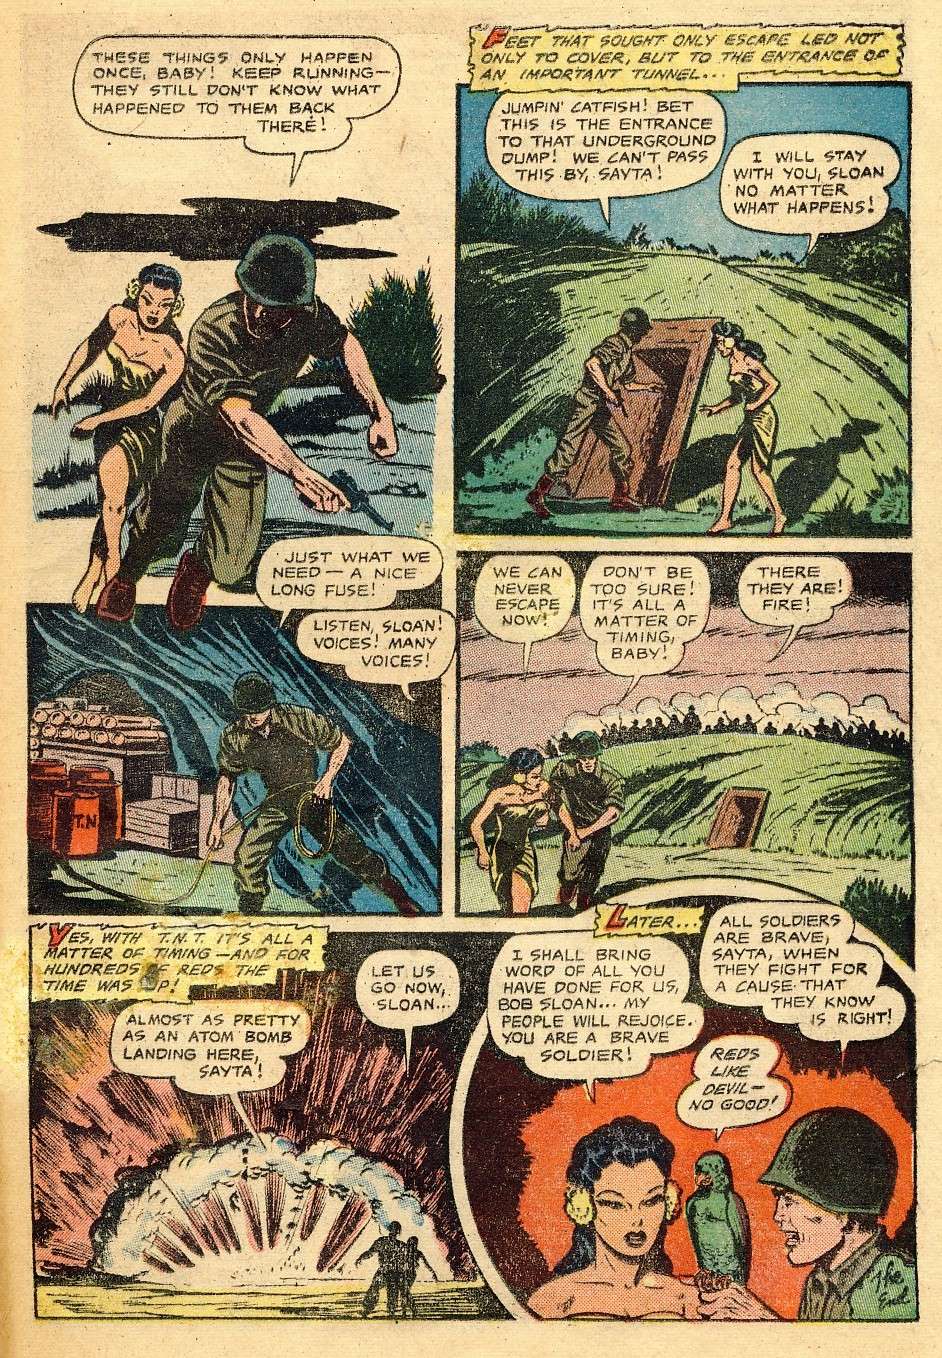 THESE THINGS ONLY HAPPEN
ONCE, BABY! KEEP RUNNING—
THEY STILL DON'T KNOW WHAT
HAPPENED TO THEM BACK
THERE!
FEET THAT SOUGHT ONLY ESCAPE LED NOT
ONLY TO COVER, BUT TO THE ENTRANCE OF
AN IMPORTANT TUNNEL...
JUMPIN' CATFISH! BET
THIS IS THE ENTRANCE
TO THAT UNDERGROUND
DUMP! WE CAN'T PASS
THIS BY, SAYTA!
I WILL STAY
WITH YOU, SLOAN
NO MATTER
WHAT HAPPENS!
JUST WHAT WE
NEED— A NICE
LONG FUSE!
LISTEN, SLOAN!
VOICES! MANY
VOICES!
T.N
WE CAN
NEVER
ESCAPE
NOW!
DON'T BE
TOO SURE!
IT'S ALL A
MATTER OF
TIMING,
BABY!
THERE
THEY ARE!
FIRE!
YES, WITH T.N.T. IT'S ALL A
MATTER OF TIMING—AND FOR
HUNDREDS OF REDS THE
TIME WAS UP!
ALMOST AS PRETTY
AS AN ATOM BOMB
LANDING HERE,
SAYTA!
LET US
GO NOW,
SLOAN...
LATER...
I SHALL BRING
WORD OF ALL YOU
HAVE DONE FOR US,
BOB SLOAN... MY
PEOPLE WILL REJOICE.
YOU ARE A BRAVE
SOLDIER!
ALL SOLDIERS
ARE BRAVE,
SAYTA, WHEN
THEY FIGHT FOR
A CAUSE THAT
THEY KNOW
IS RIGHT!
REDS
LIKE
DEVIL—
NO GOOD!
The
End